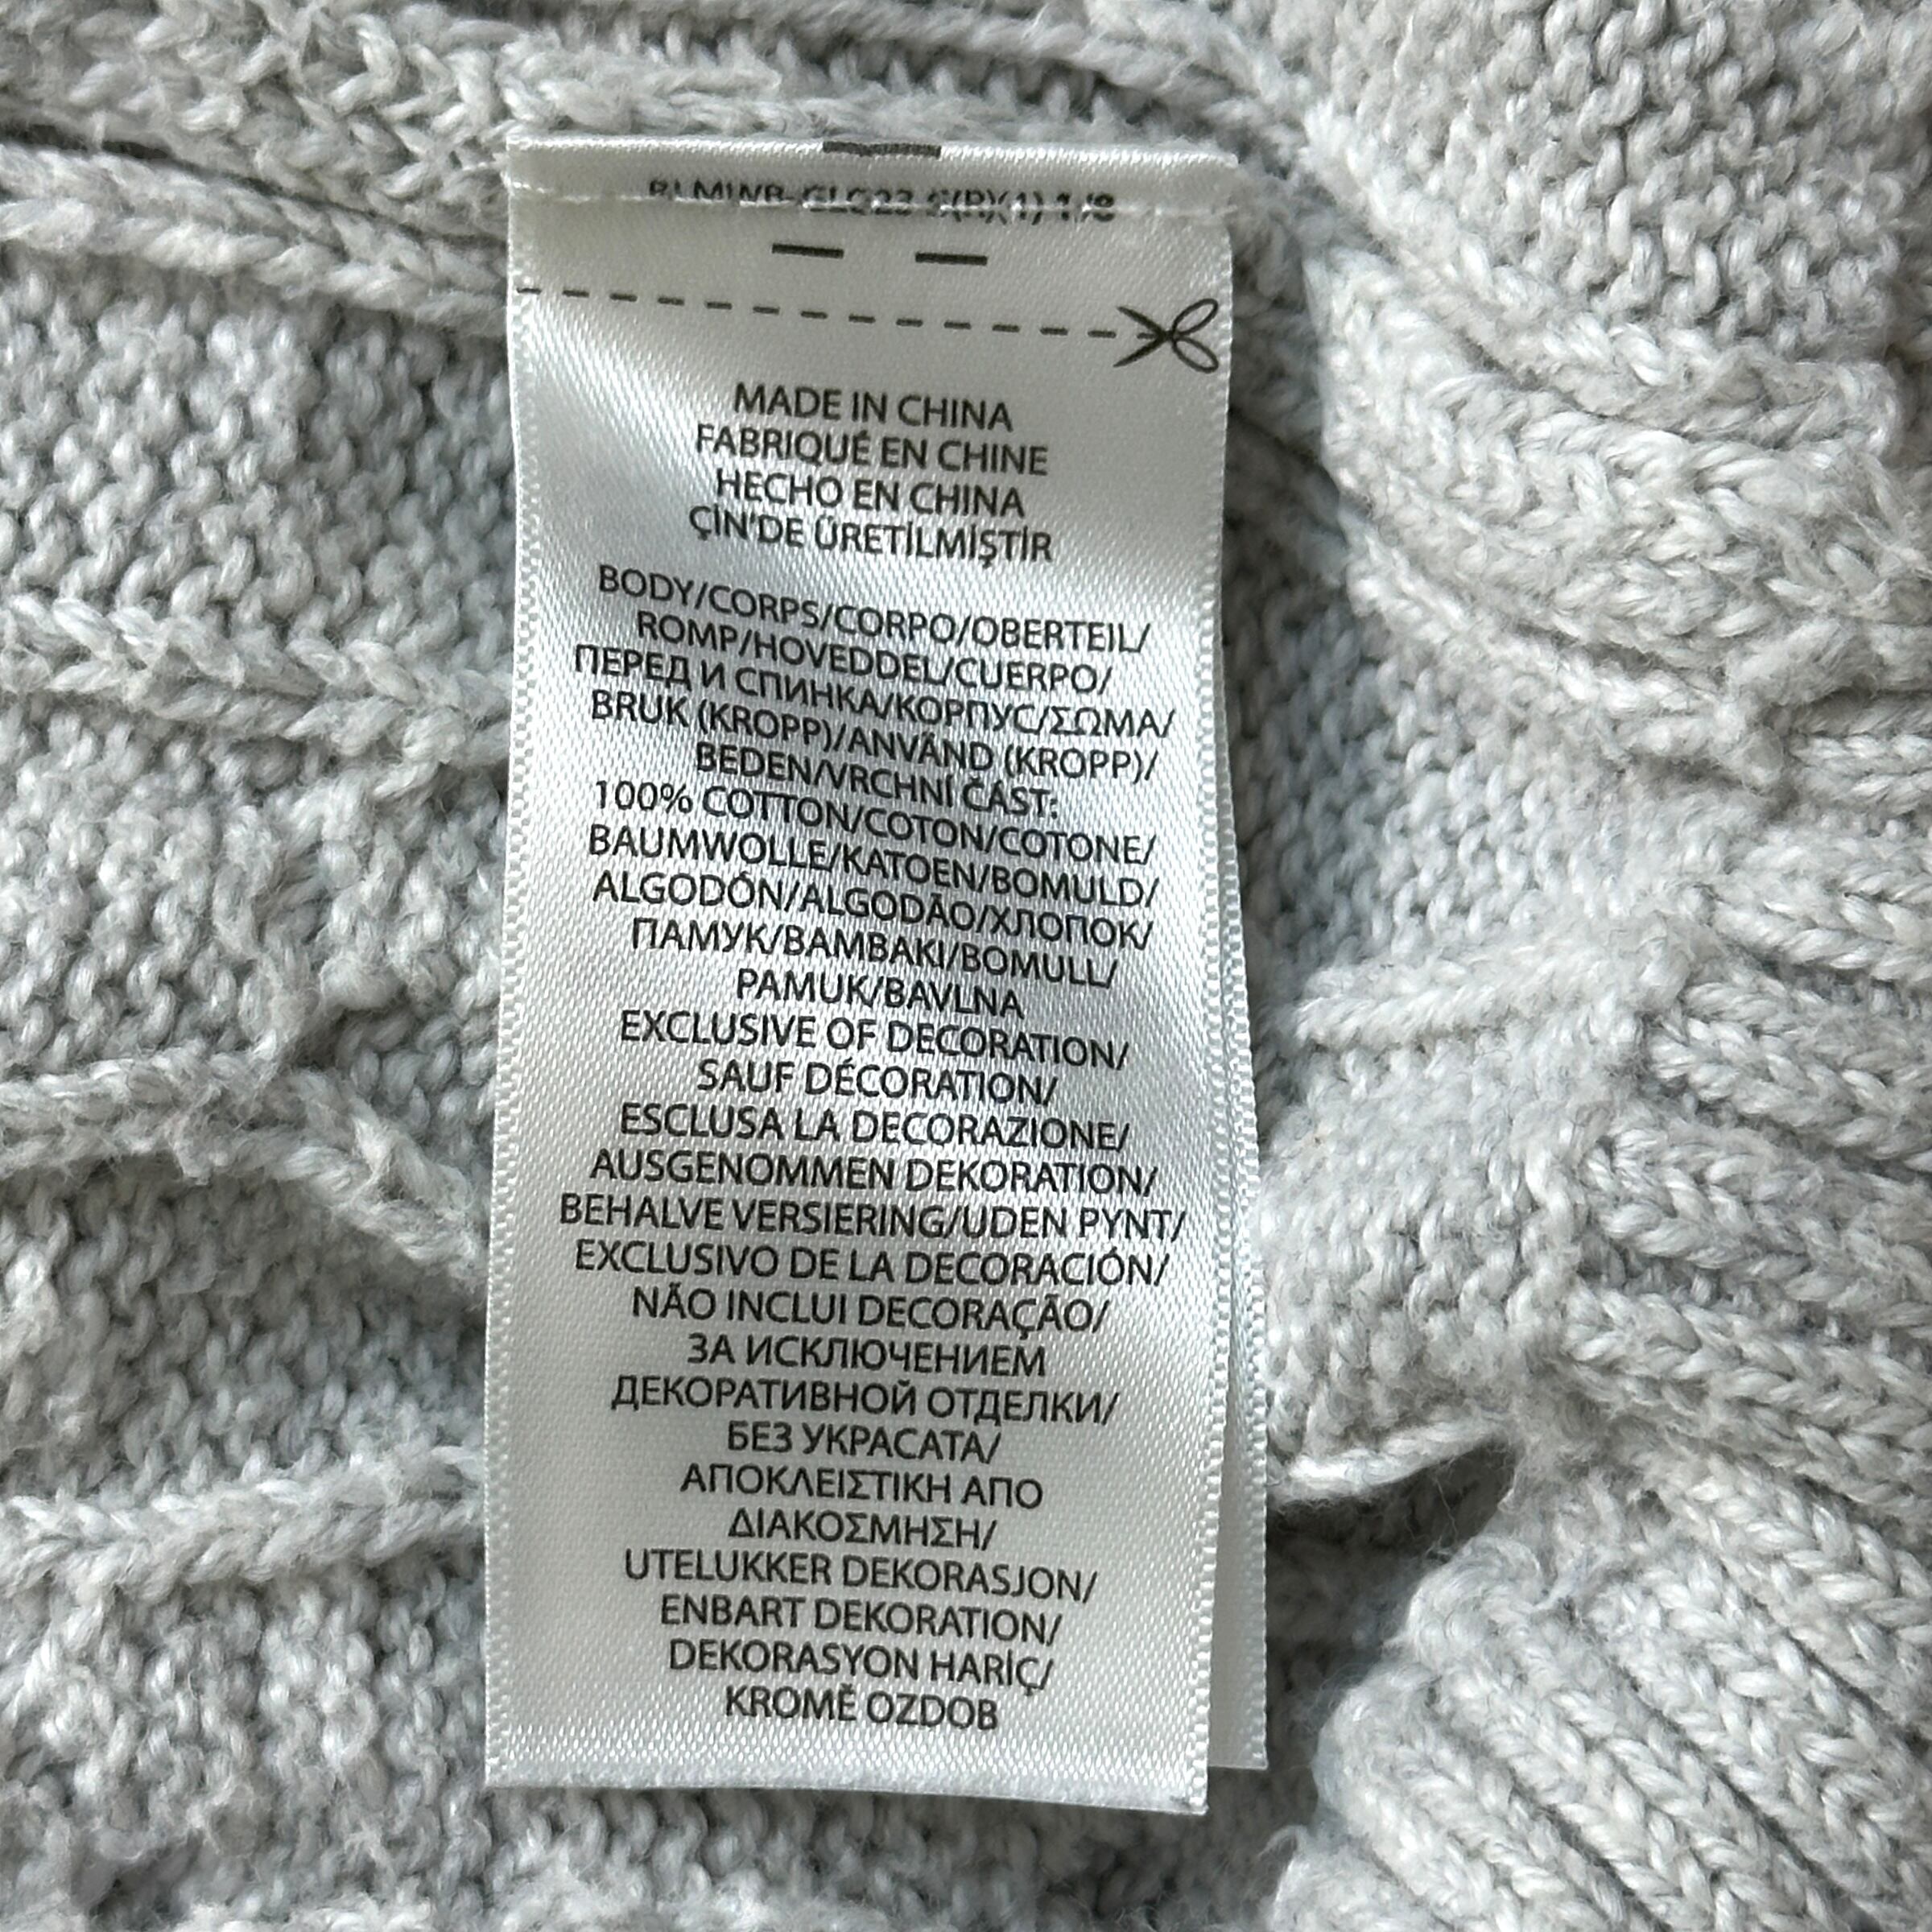 MADE IN CHINA
FABRIQUÉ EN CHINE
HECHO EN CHINA
ÇİN'DE ÜRETİLMİŞTİR
BODY/CORPS/CORPO/OBERTEIL/
ROMP/HOVEDDEL/CUERPO/
ПЕРЕД И СПИНКА/КОРПУС/ΣΩΜΑ/
BRUK (KROPP)/ANVÄND (KROPP)/
BEDEN/VRCHNÍ ČÁST:
100% COTTON/COTON/COTONE/
BAUMWOLLE/KATOEN/BOMULD/
ALGODÓN/ALGODÃO/ХЛОПОК/
ПАМУК/ΒΑΜΒΑΚΙ/BOMULL/
PAMUK/BAVLNA
EXCLUSIVE OF DECORATION/
SAUF DÉCORATION/
ESCLUSA LA DECORAZIONE/
AUSGENOMMEN DEKORATION/
BEHALVE VERSIERING/UDEN PYNT/
EXCLUSIVO DE LA DECORACIÓN/
NÃO INCLUI DECORAÇÃO/
ЗА ИСКЛЮЧЕНИЕМ
ДЕКОРАТИВНОЙ ОТДЕЛКИ/
БЕЗ УКРАСАТА/
ΑΠΟΚΛΕΙΣΤΙΚΗ ΑΠΟ
ΔΙΑΚΟΣΜΗΣΗ/
UTELUKKER DEKORASJON/
ENBART DEKORATION/
DEKORASYON HARİÇ/
KROMĚ OZDOB